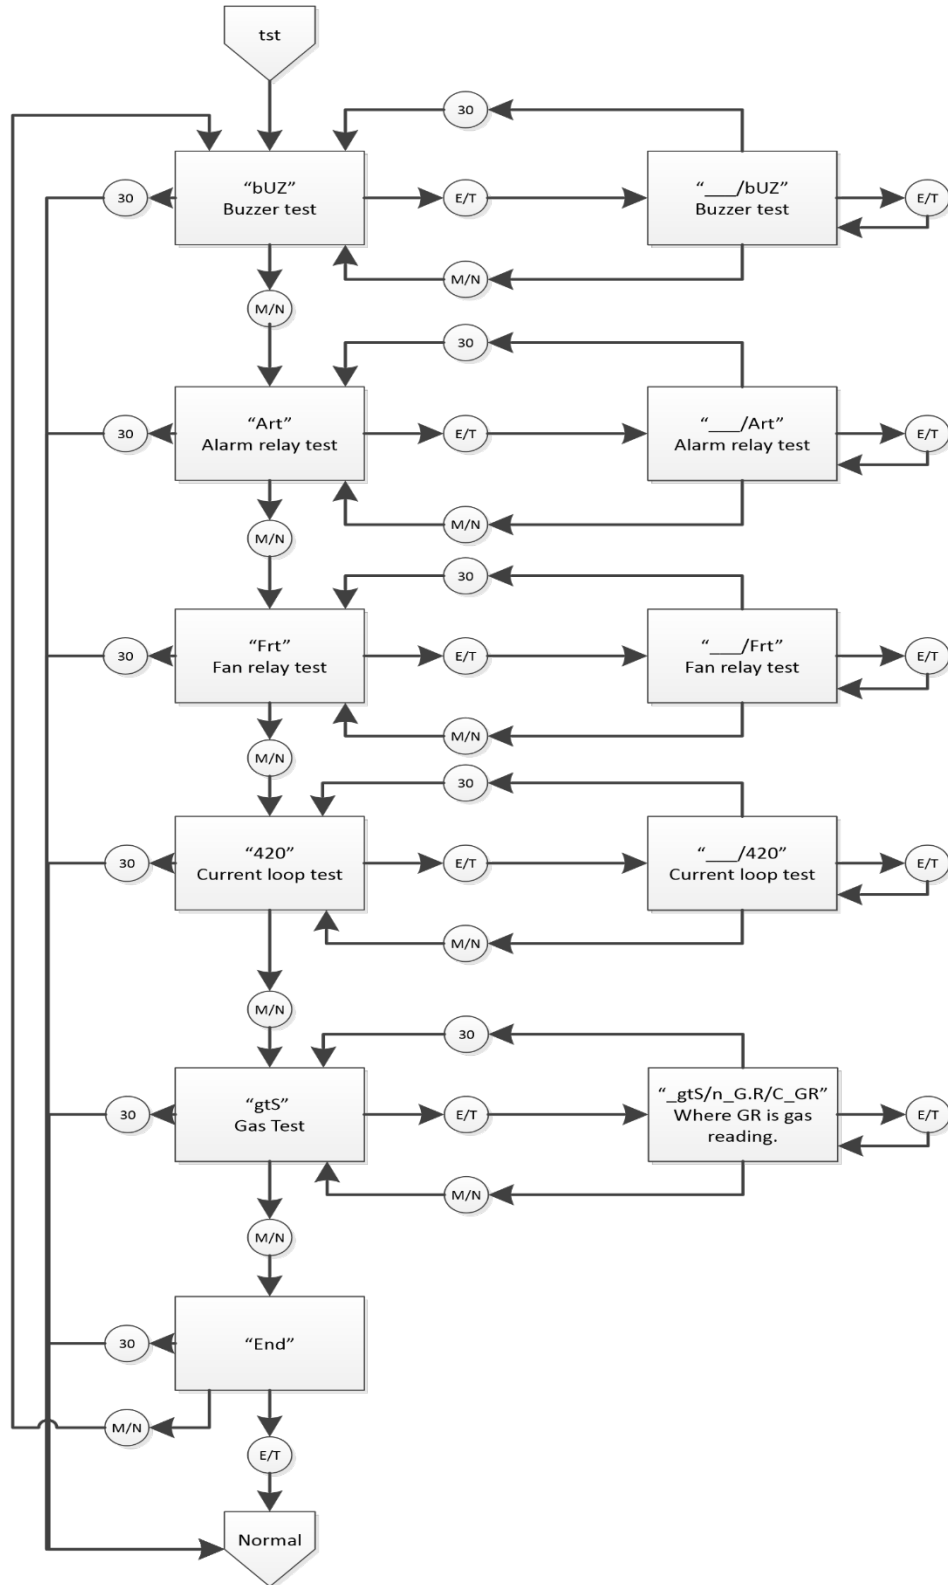 tst
30
“bUZ”
Buzzer test
“___/bUZ”
Buzzer test
30
E/T
E/T
M/N
M/N
30
“Art”
Alarm relay test
“___/Art”
Alarm relay test
30
E/T
E/T
M/N
M/N
30
“Frt”
Fan relay test
“___/Frt”
Fan relay test
30
E/T
E/T
M/N
M/N
30
“420”
Current loop test
“___/420”
Current loop test
30
E/T
E/T
M/N
M/N
30
“gtS”
Gas Test
“_gtS/n_G.R/C_GR”
Where GR is gas
reading.
30
E/T
E/T
M/N
M/N
“End”
30
M/N
E/T
Normal